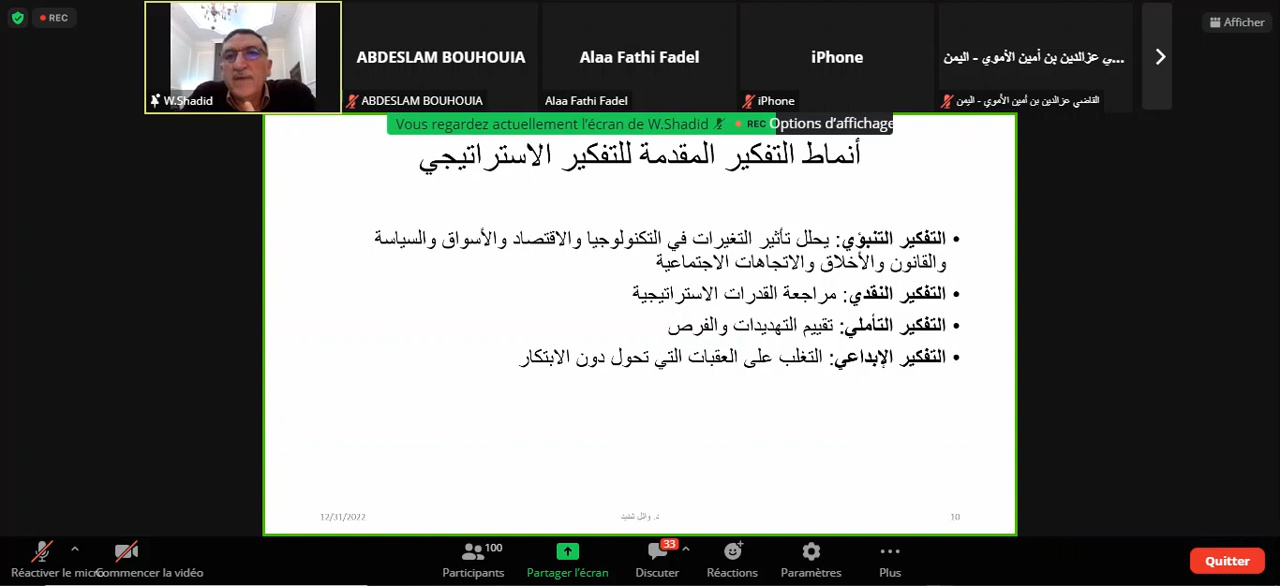 REC
Afficher
W.Shadid
ABDESLAM BOUHOUIA
ABDESLAM BOUHOUIA
Alaa Fathi Fadel
Alaa Fathi Fadel
iPhone
iPhone
ي عزالدين بن أمين الأموي - اليمن...
القاضي عزالدين بن أمين الأموي - اليمن
Vous regardez actuellement l’écran de W.Shadid
REC
Options d’affichage
أنماط التفكير المقدمة للتفكير الاستراتيجي
• التفكير التنبؤي: يحلل تأثير التغيرات في التكنولوجيا والاقتصاد والأسواق والسياسة
والقانون والأخلاق والاتجاهات الاجتماعية
• التفكير النقدي: مراجعة القدرات الاستراتيجية
• التفكير التأملي: تقييم التهديدات والفرص
• التفكير الإبداعي: التغلب على العقبات التي تحول دون الابتكار
12/31/2022
د. وائل شديد
10
Réactiver le micro
Commencer la vidéo
100
Participants
Partager l’écran
33
Discuter
Réactions
Paramètres
Plus
Quitter